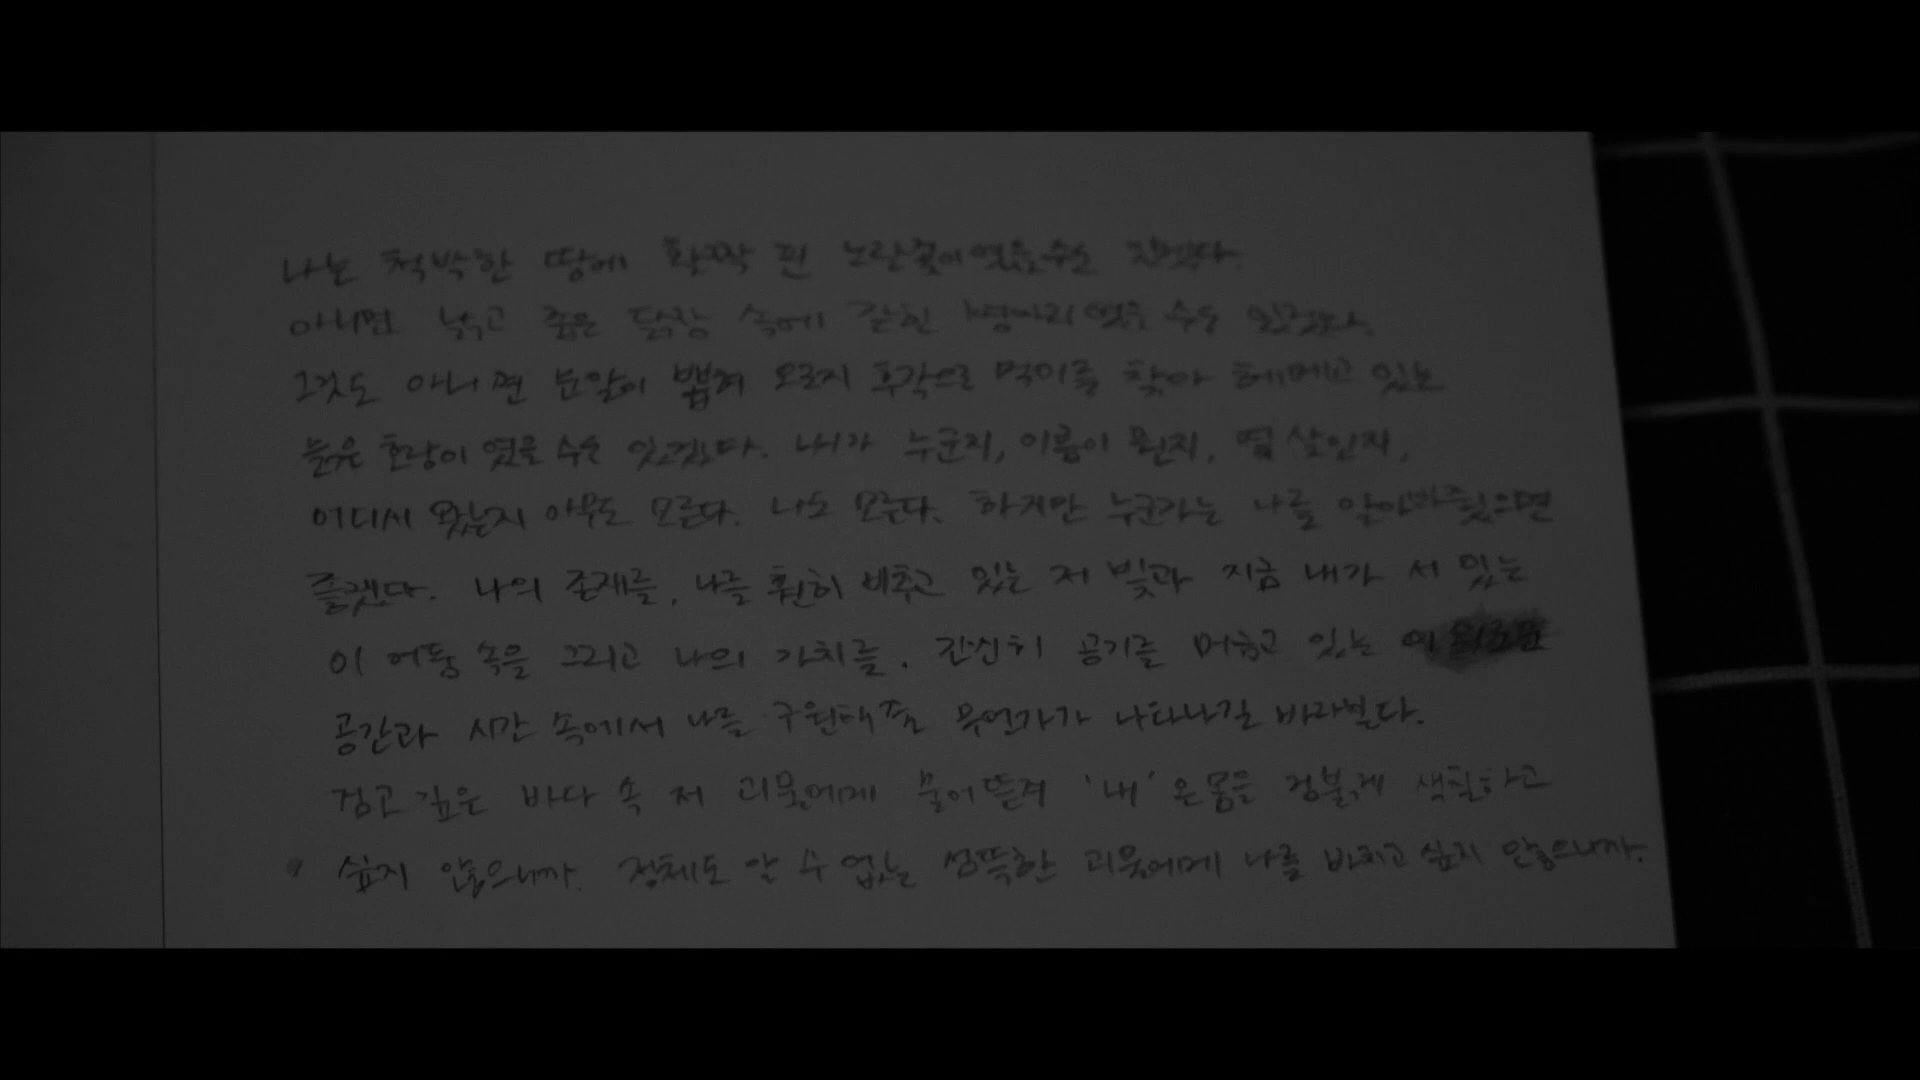 나는 척박한 땅에 활짝 핀 노란꽃이었을 수도 있겠다.
아니면 낡고 좁은 닭장 속에 갇힌 병아리였을 수도 있겠다.
그것도 아니면 눈알이 뽑혀 오로지 후각으로 먹이를 찾아 헤매고 있는
늙은 호랑이였을 수도 있겠다. 내가 누군지, 이름이 뭔지, 몇 살인지,
어디서 왔는지 아무도 모른다. 나도 모른다. 하지만 누군가는 나를 알아봐줬으면
좋겠다. 나의 존재를, 나를 훤히 비추고 있는 저 빛과 지금 내가 서 있는
이 어둠 속을 그리고 나의 가치를. 간신히 공기를 머금고 있는 이
공간과 시간 속에서 나를 구원해줄 무언가가 나타나길 바라본다.
검고 깊은 바다 속 저 괴물에게 물어뜯겨 '내' 온몸을 검붉게 색칠하고
싶지 않으니까. 정체도 알 수 없는 섬뜩한 괴물에게 나를 바치고 싶지 않으니까.